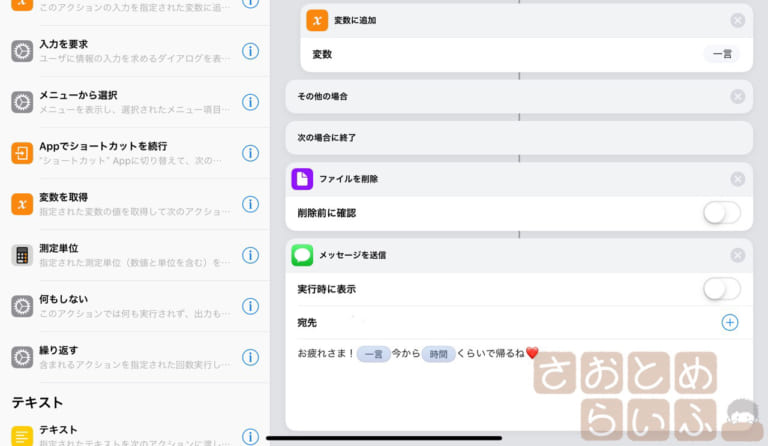 このアクションの入力を指定された変数に追…
入力を要求
ユーザに情報の入力を求めるダイアログを表…
メニューから選択
メニューを表示し、選択されたメニュー項目…
Appでショートカットを続行
“ショートカット” Appに切り替えて、次の…
変数を取得
指定された変数の値を取得して次のアクショ…
測定単位
指定された測定単位（数値と単位を含む）を…
何もしない
このアクションでは何も実行されず、出力も…
繰り返す
含まれるアクションを指定された回数実行し…
テキスト
テキスト
指定されたテキストを次のアクションに渡し…
変数に追加
変数
一言
その他の場合
次の場合に終了
ファイルを削除
削除前に確認
メッセージを送信
実行時に表示
宛先
お疲れさま！ 一言 今から 時間 くらいで帰るね❤️
さおとめ
らいふ